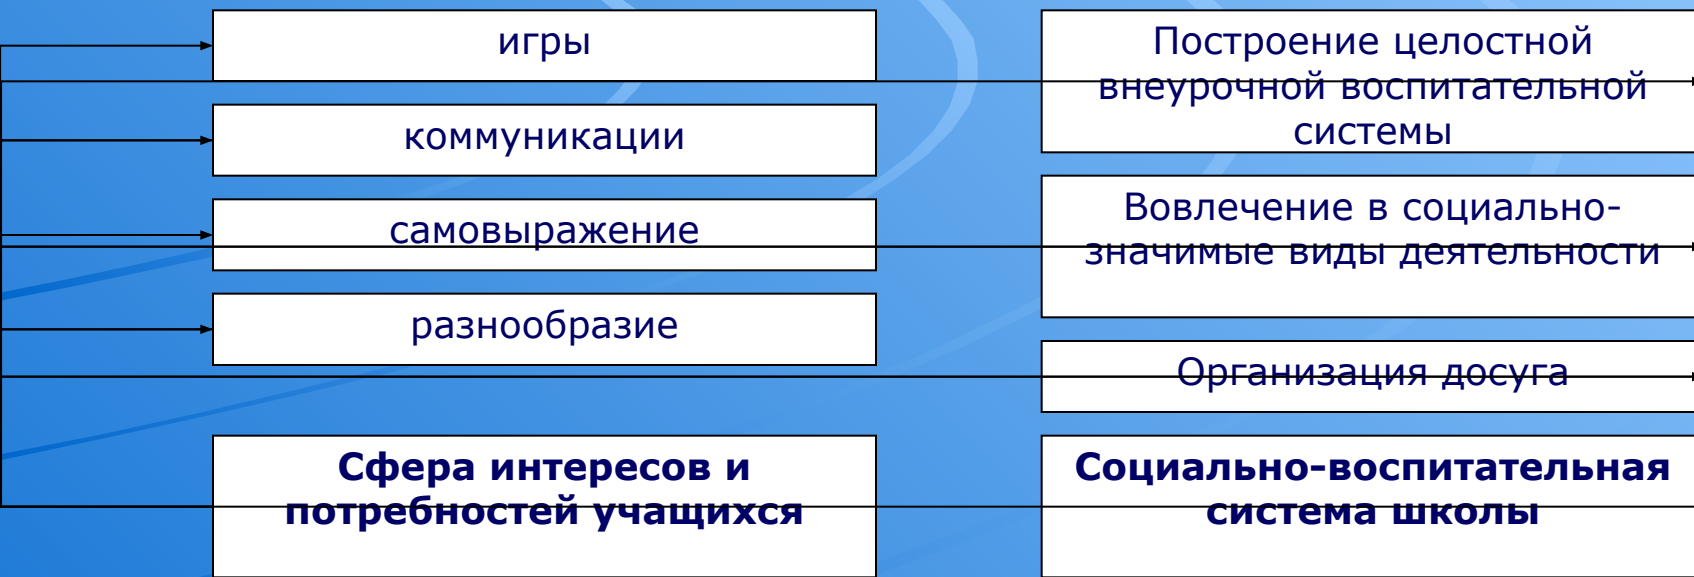 игры
коммуникации
самовыражение
разнообразие
Сфера интересов и
потребностей учащихся
Построение целостной
внеурочной воспитательной
системы
Вовлечение в социально-
значимые виды деятельности
Организация досуга
Социально-воспитательная
система школы